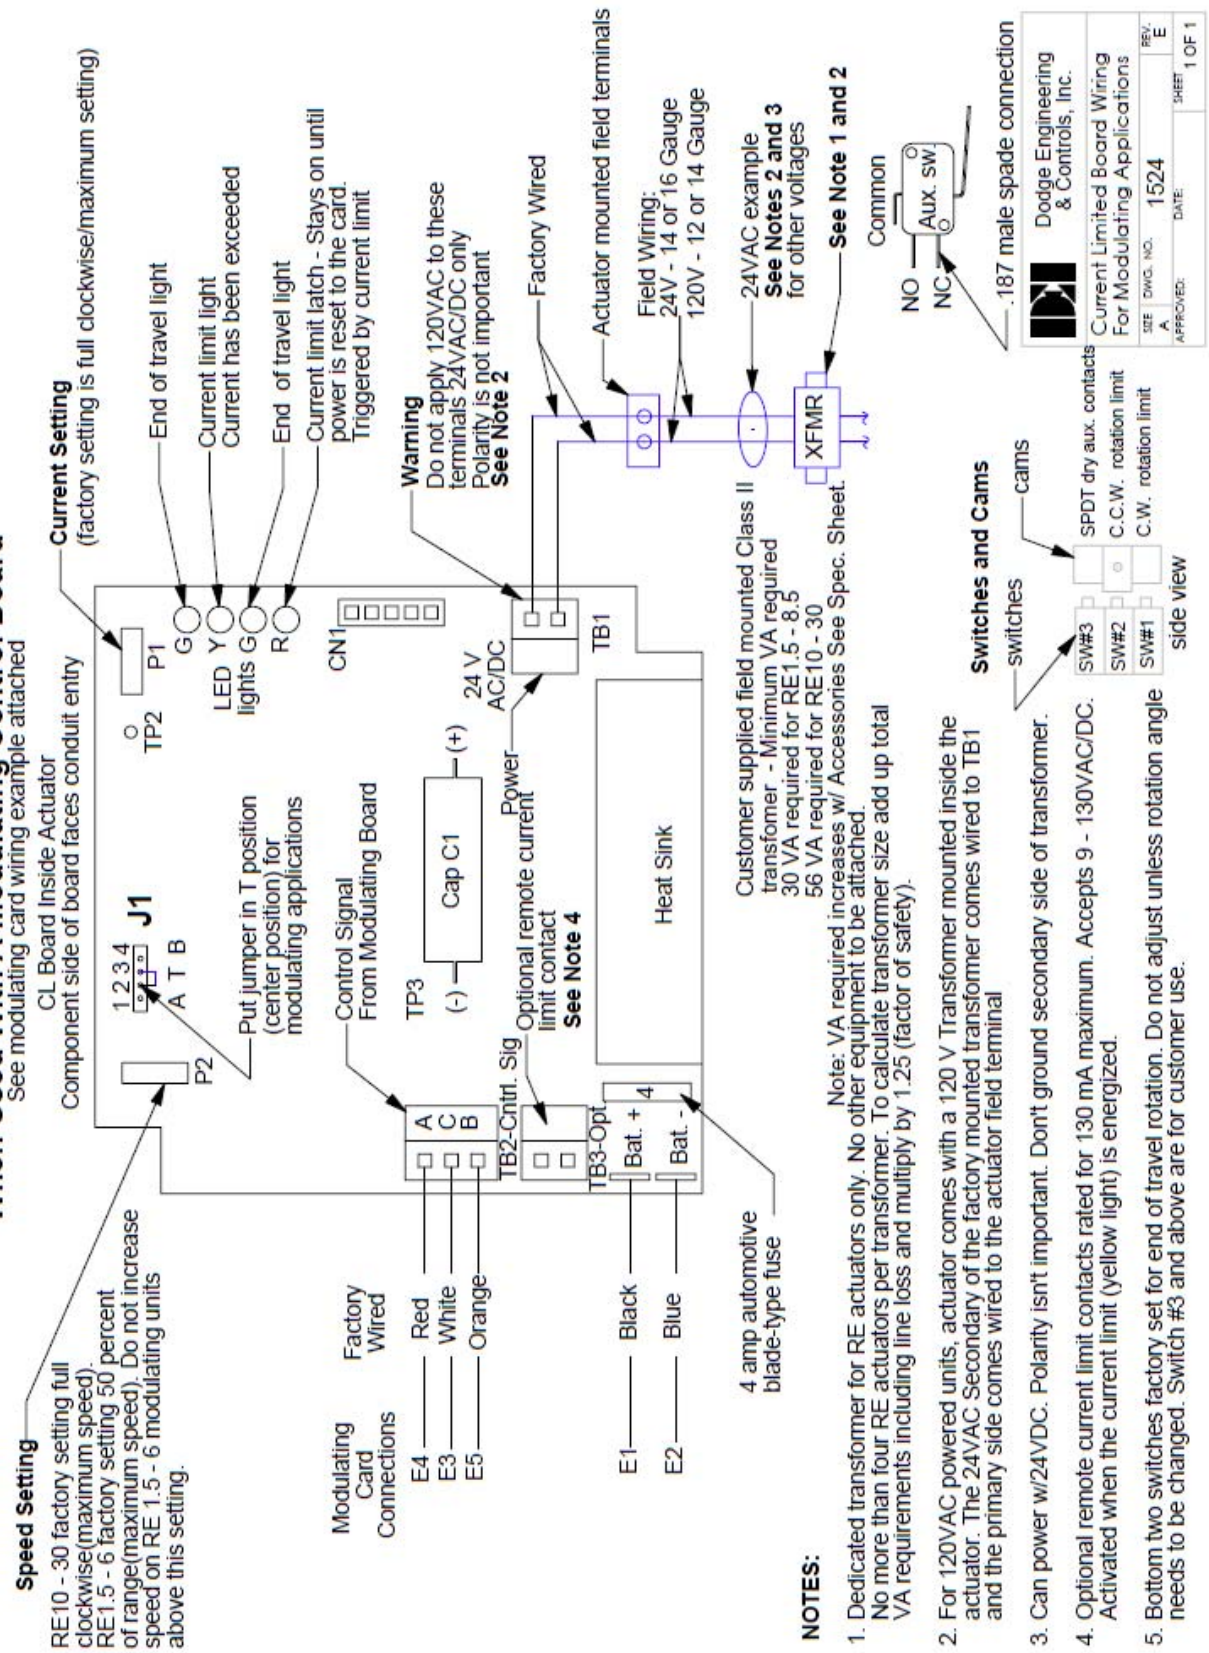 See modulating card wiring example attached
CL Board Inside Actuator
Component side of board faces conduit entry
Speed Setting
RE10 - 30 factory setting full
clockwise(maximum speed).
RE1.5 - 6 factory setting 50 percent
of range(maximum speed). Do not increase
speed on RE 1.5 - 6 modulating units
above this setting.
P2
1 2 3 4
J1
A T B
Put jumper in T position
(center position) for
modulating applications
TP2
P1
Current Setting
(factory setting is full clockwise/maximum setting)
G
Y
G
R
LED
lights
End of travel light
Current limit light
Current has been exceeded
End of travel light
Current limit latch - Stays on until
power is reset to the card.
Triggered by current limit
CN1
Modulating
Card
Connections
Factory
Wired
E4
Red
E3
White
E5
Orange
A
C
B
TB2-Cntrl. Sig
Control Signal
From Modulating Board
TP3
(-)
Cap C1
(+)
24 V
AC/DC
TB1
Power
Warning
Do not apply 120VAC to these
terminals 24VAC/DC only
Polarity is not important
See Note 2
Optional remote current
limit contact
See Note 4
TB3-Opt.
E1
Black
Bat. +
E2
Blue
Bat. -
4
Heat Sink
4 amp automotive
blade-type fuse
Factory Wired
Actuator mounted field terminals
Field Wiring:
24V - 14 or 16 Gauge
120V - 12 or 14 Gauge
24VAC example
See Notes 2 and 3
for other voltages
XFMR
See Note 1 and 2
Customer supplied field mounted Class II
transfomer - Minimum VA required
30 VA required for RE1.5 - 8.5
56 VA required for RE10 - 30
Note: VA required increases w/ Accessories See Spec. Sheet.
NOTES:
1. Dedicated transformer for RE actuators only. No other equipment to be attached.
No more than four RE actuators per transformer. To calculate transformer size add up total
VA requirements including line loss and multiply by 1.25 (factor of safety).
2. For 120VAC powered units, actuator comes with a 120 V Transformer mounted inside the
actuator. The 24VAC Secondary of the factory mounted transformer comes wired to TB1
and the primary side comes wired to the actuator field terminal
3. Can power w/24VDC. Polarity isn't important. Don't ground secondary side of transformer.
4. Optional remote current limit contacts rated for 130 mA maximum. Accepts 9 - 130VAC/DC.
Activated when the current limit (yellow light) is energized.
5. Bottom two switches factory set for end of travel rotation. Do not adjust unless rotation angle
needs to be changed. Switch #3 and above are for customer use.
Switches and Cams
switches
cams
SW#3
SPDT dry aux. contacts
SW#2
C.C.W. rotation limit
SW#1
C.W. rotation limit
side view
Common
NO
NC
Aux. sw.
.187 male spade connection
Dodge Engineering
& Controls, Inc.
Current Limited Board Wiring
For Modulating Applications
SIZE
A
DWG. NO.
1524
REV.
E
APPROVED:
DATE:
SHEET
1 OF 1